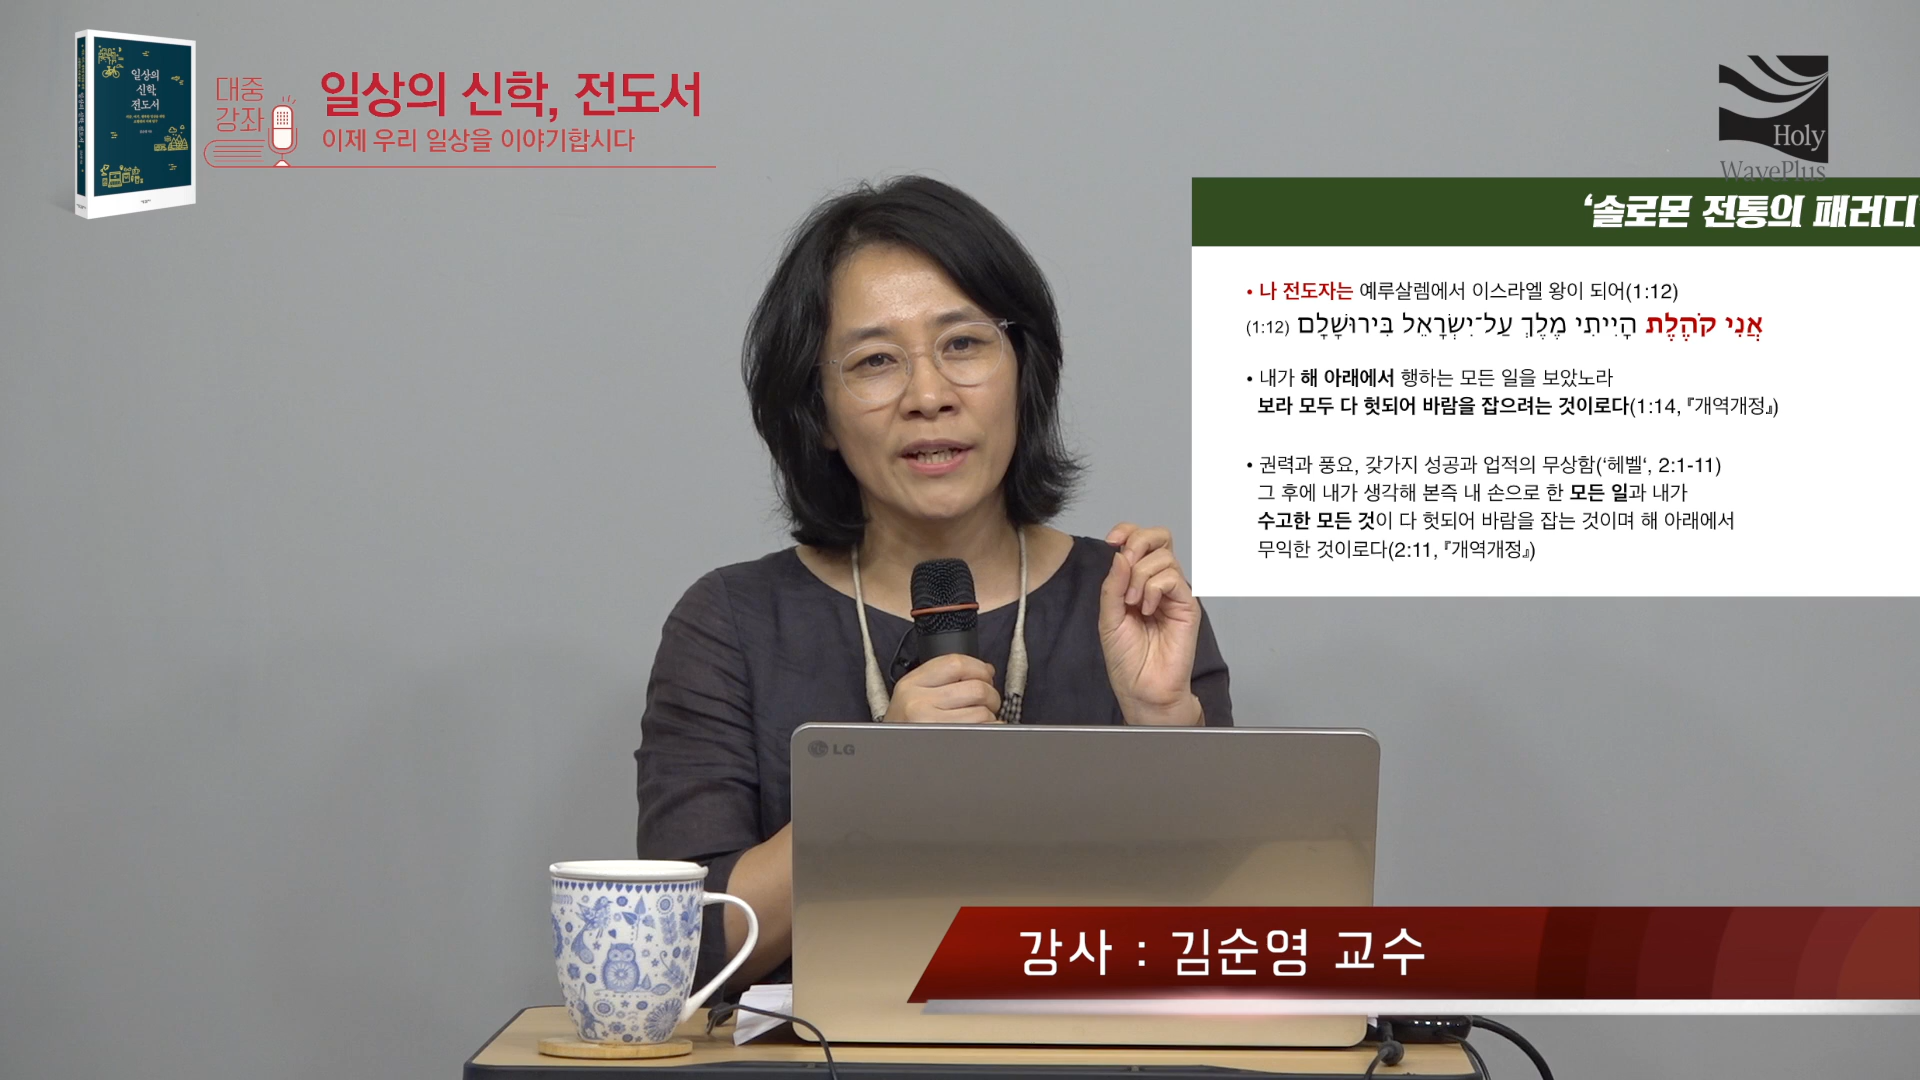 일상의
신학,
전도서
대중
강좌
일상의 신학, 전도서
이제 우리 일상을 이야기합시다
Holy
WavePlus
‘솔로몬 전통의 패러디
• 나 전도자는 예루살렘에서 이스라엘 왕이 되어(1:12)
(1:12) אֲנִי קֹהֶלֶת הָיִיתִי מֶלֶךְ עַל־יִשְׂרָאֵל בִּירוּשָׁלָם
• 내가 해 아래에서 행하는 모든 일을 보았노라
보라 모두 다 헛되어 바람을 잡으려는 것이로다(1:14, 『개역개정』)
• 권력과 풍요, 갖가지 성공과 업적의 무상함(‘헤벨‘, 2:1-11)
그 후에 내가 생각해 본즉 내 손으로 한 모든 일과 내가
수고한 모든 것이 다 헛되어 바람을 잡는 것이며 해 아래에서
무익한 것이로다(2:11, 『개역개정』)
LG
강사 : 김순영 교수